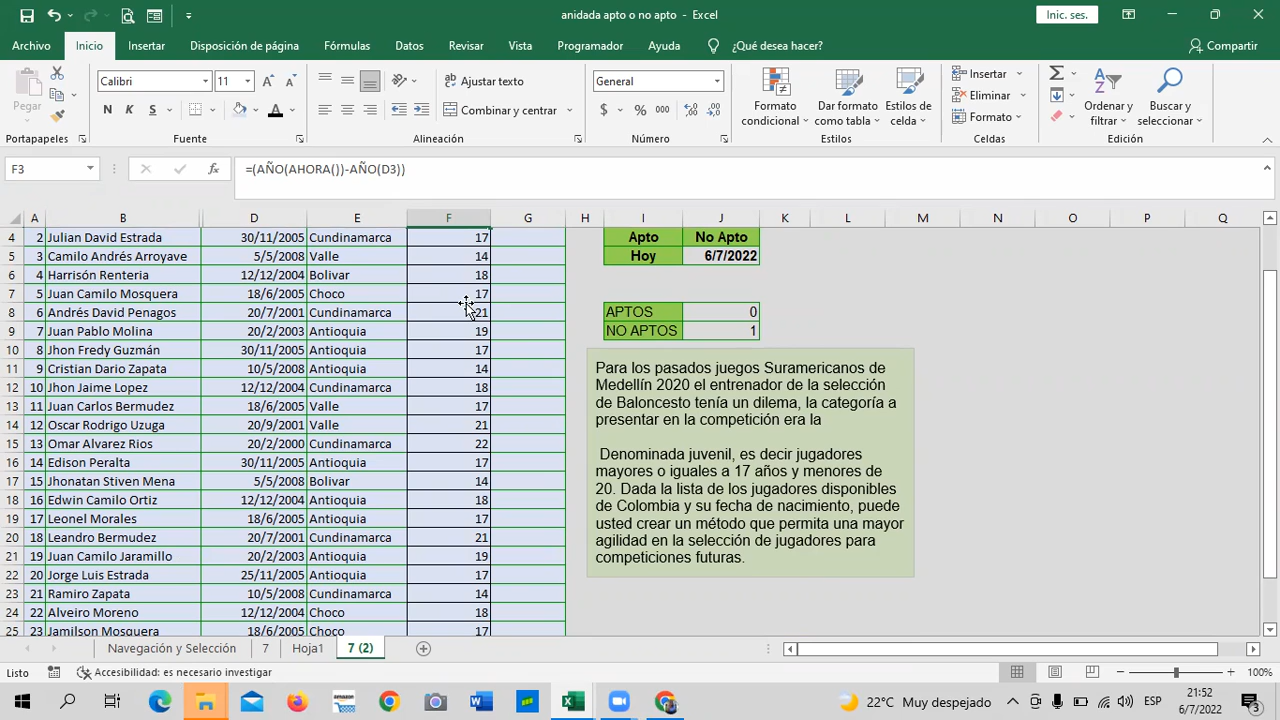 anidada apto o no apto - Excel
Inic. ses.
Archivo Inicio Insertar Disposición de página Fórmulas Datos Revisar Vista Programador Ayuda ¿Qué desea hacer? Compartir
Pegar
Calibri 11
N K S
Ajustar texto
Combinar y centrar
General
$ % 000
Formato condicional
Dar formato como tabla
Estilos de celda
Insertar
Eliminar
Formato
Ordenar y filtrar
Buscar y seleccionar
Portapapeles Fuente Alineación Número Estilos Celdas Edición
F3 fx =(AÑO(AHORA())-AÑO(D3))
A B D E F G H I J K L M N O P Q
4 2 Julian David Estrada 30/11/2005 Cundinamarca 17 Apto No Apto
5 3 Camilo Andrés Arroyave 5/5/2008 Valle 14 Hoy 6/7/2022
6 4 Harrisón Renteria 12/12/2004 Bolivar 18
7 5 Juan Camilo Mosquera 18/6/2005 Choco 17
8 6 Andrés David Penagos 20/7/2001 Cundinamarca 21 APTOS 0
9 7 Juan Pablo Molina 20/2/2003 Antioquia 19 NO APTOS 1
10 8 Jhon Fredy Guzmán 30/11/2005 Antioquia 17
11 9 Cristian Dario Zapata 10/5/2008 Antioquia 14
12 10 Jhon Jaime Lopez 12/12/2004 Cundinamarca 18
13 11 Juan Carlos Bermudez 18/6/2005 Valle 17
14 12 Oscar Rodrigo Uzuga 20/9/2001 Valle 21
15 13 Omar Alvarez Rios 20/2/2000 Cundinamarca 22
16 14 Edison Peralta 30/11/2005 Antioquia 17
17 15 Jhonatan Stiven Mena 5/5/2008 Bolivar 14
18 16 Edwin Camilo Ortiz 12/12/2004 Antioquia 18
19 17 Leonel Morales 18/6/2005 Antioquia 17
20 18 Leandro Bermudez 20/7/2001 Cundinamarca 21
21 19 Juan Camilo Jaramillo 20/2/2003 Antioquia 19
22 20 Jorge Luis Estrada 25/11/2005 Antioquia 17
23 21 Ramiro Zapata 10/5/2008 Cundinamarca 14
24 22 Alveiro Moreno 12/12/2004 Choco 18
25 23 Jamilson Mosquera 18/6/2005 Choco 17
Para los pasados juegos Suramericanos de
Medellín 2020 el entrenador de la selección
de Baloncesto tenía un dilema, la categoría a
presentar en la competición era la
Denominada juvenil, es decir jugadores
mayores o iguales a 17 años y menores de
20. Dada la lista de los jugadores disponibles
de Colombia y su fecha de nacimiento, puede
usted crear un método que permita una mayor
agilidad en la selección de jugadores para
competiciones futuras.
Navegación y Selección 7 Hoja1 7 (2)
Listo Accesibilidad: es necesario investigar 100%
22°C Muy despejado ESP 21:52
6/7/2022 3